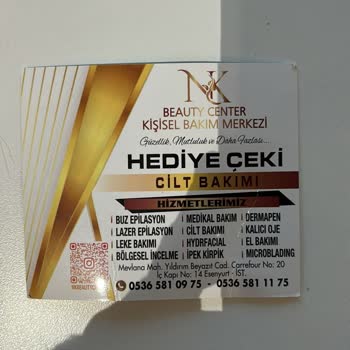 NK
BEAUTY CENTER
KİŞİSEL BAKIM MERKEZİ
Güzellik, Mutluluk ve Daha Fazlası...
HEDİYE ÇEKİ
CİLT BAKIMI
HİZMETLERİMİZ
BUZ EPİLASYON MEDİKAL BAKIM DERMAPEN
LAZER EPİLASYON CİLT BAKIMI KALICI OJE
LEKE BAKIMI HYDRFACIAL EL BAKIMI
BÖLGESEL İNCELME İPEK KİRPİK MICROBLADING
Mevlana Mah. Yıldırım Beyazıt Cad. Carrefour No: 20
İç Kapı No: 14 Esenyurt - İST.
0536 581 09 75 - 0536 581 11 75